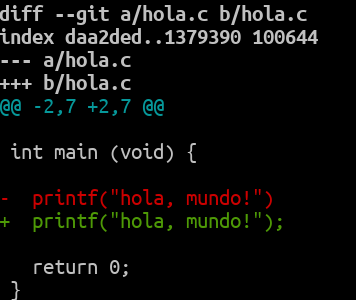 diff --git a/hola.c b/hola.c
index daa2ded..1379390 100644
--- a/hola.c
+++ b/hola.c
@@ -2,7 +2,7 @@

 int main (void) {

-  printf("hola, mundo!")
+  printf("hola, mundo!");

   return 0;
 }